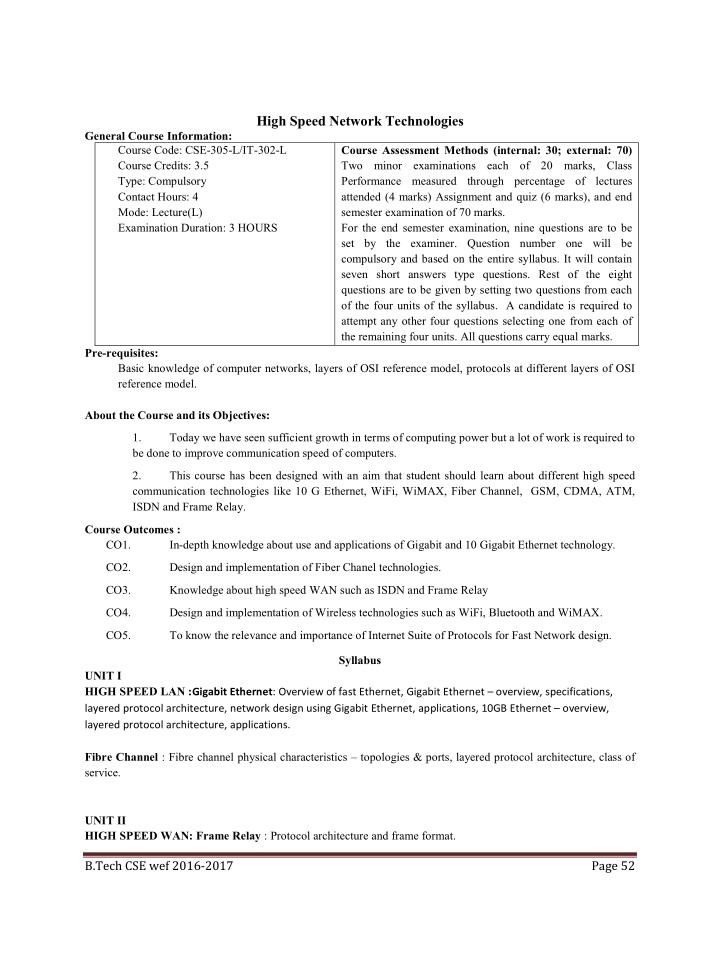 High Speed Network Technologies
General Course Information:
Course Code: CSE-305-L/IT-302-L
Course Credits: 3.5
Type: Compulsory
Contact Hours: 4
Mode: Lecture(L)
Examination Duration: 3 HOURS
Course Assessment Methods (internal: 30; external: 70)
Two minor examinations each of 20 marks, Class
Performance measured through percentage of lectures
attended (4 marks) Assignment and quiz (6 marks), and end
semester examination of 70 marks.
For the end semester examination, nine questions are to be
set by the examiner. Question number one will be
compulsory and based on the entire syllabus. It will contain
seven short answers type questions. Rest of the eight
questions are to be given by setting two questions from each
of the four units of the syllabus. A candidate is required to
attempt any other four questions selecting one from each of
the remaining four units. All questions carry equal marks.
Pre-requisites:
Basic knowledge of computer networks, layers of OSI reference model, protocols at different layers of OSI
reference model.
About the Course and its Objectives:
1. Today we have seen sufficient growth in terms of computing power but a lot of work is required to
be done to improve communication speed of computers.
2. This course has been designed with an aim that student should learn about different high speed
communication technologies like 10 G Ethernet, WiFi, WiMAX, Fiber Channel, GSM, CDMA, ATM,
ISDN and Frame Relay.
Course Outcomes :
CO1. In-depth knowledge about use and applications of Gigabit and 10 Gigabit Ethernet technology.
CO2. Design and implementation of Fiber Chanel technologies.
CO3. Knowledge about high speed WAN such as ISDN and Frame Relay
CO4. Design and implementation of Wireless technologies such as WiFi, Bluetooth and WiMAX.
CO5. To know the relevance and importance of Internet Suite of Protocols for Fast Network design.
Syllabus
UNIT I
HIGH SPEED LAN :Gigabit Ethernet: Overview of fast Ethernet, Gigabit Ethernet – overview, specifications,
layered protocol architecture, network design using Gigabit Ethernet, applications, 10GB Ethernet – overview,
layered protocol architecture, applications.
Fibre Channel : Fibre channel physical characteristics – topologies & ports, layered protocol architecture, class of
service.
UNIT II
HIGH SPEED WAN: Frame Relay : Protocol architecture and frame format.
B.Tech CSE wef 2016-2017 Page 52